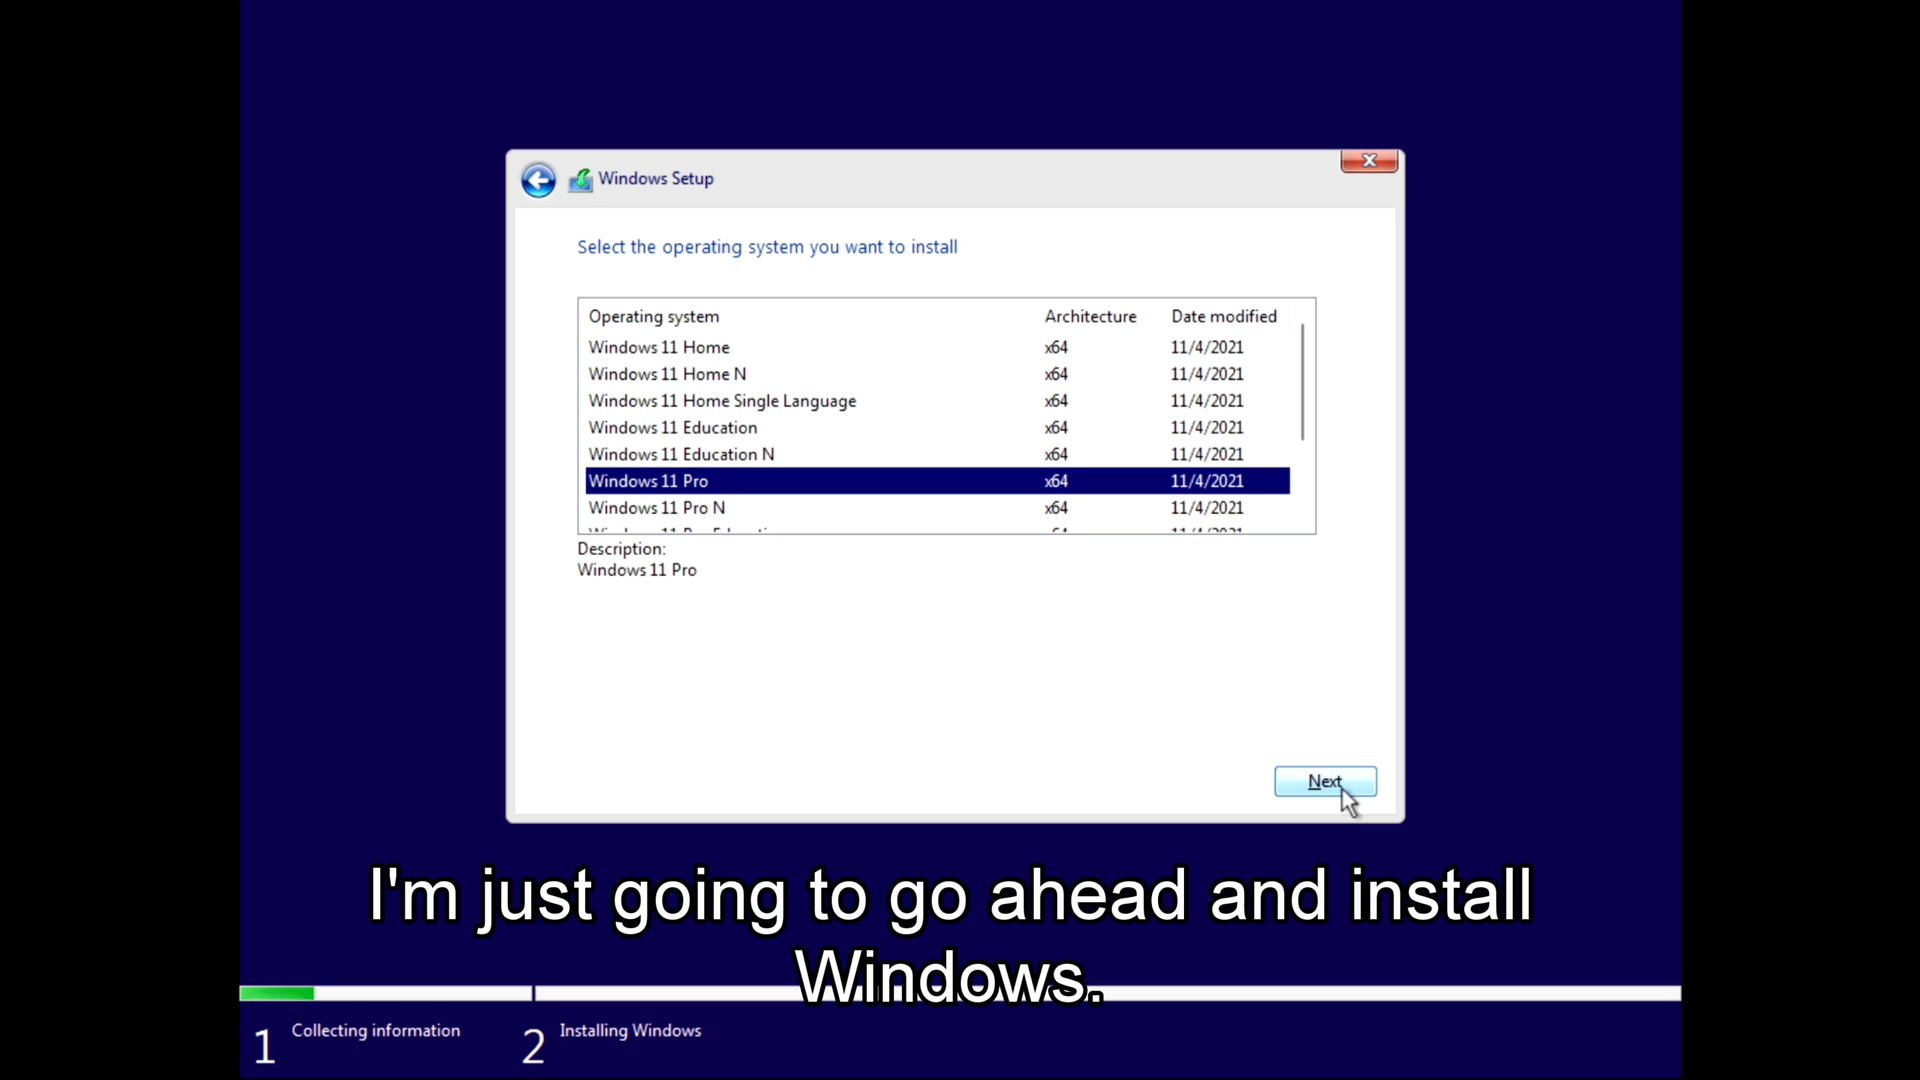 Windows Setup
Select the operating system you want to install
Operating system Architecture Date modified
Windows 11 Home x64 11/4/2021
Windows 11 Home N x64 11/4/2021
Windows 11 Home Single Language x64 11/4/2021
Windows 11 Education x64 11/4/2021
Windows 11 Education N x64 11/4/2021
Windows 11 Pro x64 11/4/2021
Windows 11 Pro N x64 11/4/2021
Description:
Windows 11 Pro
Next
I'm just going to go ahead and install
Windows.
1 Collecting information 2 Installing Windows